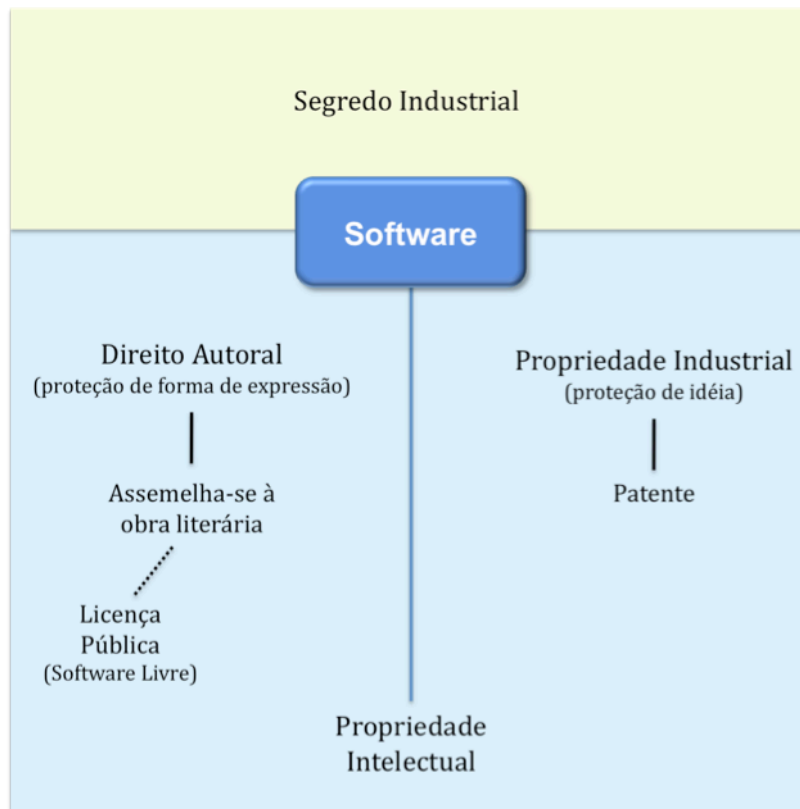 Segredo Industrial
Software
Direito Autoral
(proteção de forma de expressão)
Assemelha-se à
obra literária
Licença
Pública
(Software Livre)
Propriedade Industrial
(proteção de idéia)
Patente
Propriedade
Intelectual